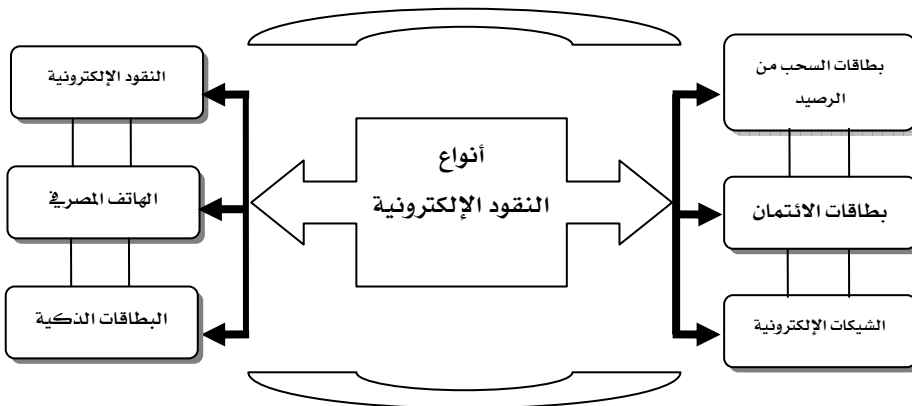 أنواع
النقود الإلكترونية
بطاقات السحب من
الرصيد
بطاقات الائتمان
الشيكات الإلكترونية
النقود الإلكترونية
الهاتف المصرفي
البطاقات الذكية